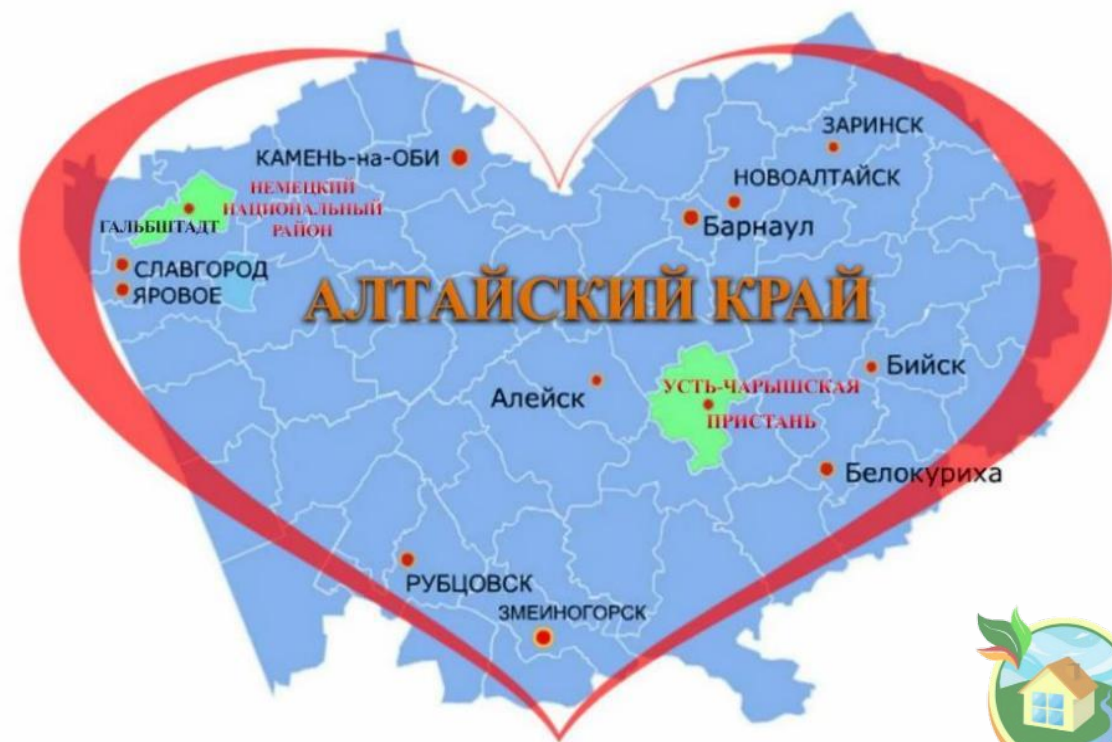 ЗАРИНСК
КАМЕНЬ-на-ОБИ
НОВОАЛТАЙСК
НЕМЕЦКИЙ
НАЦИОНАЛЬНЫЙ
РАЙОН
ГАЛЬБШТАДТ
Барнаул
СЛАВГОРОД
ЯРОВОЕ
АЛТАЙСКИЙ КРАЙ
Бийск
УСТЬ-ЧАРЫШСКАЯ
ПРИСТАНЬ
Алейск
Белокуриха
РУБЦОВСК
ЗМЕИНОГОРСК